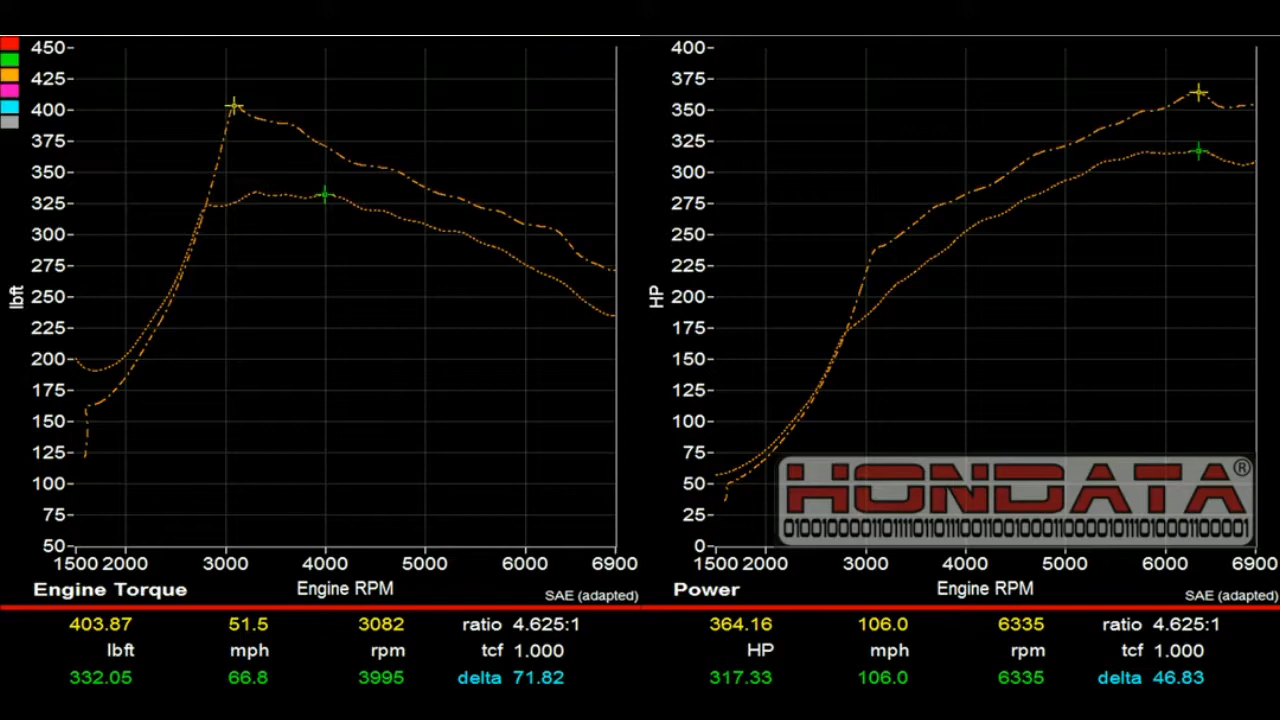 450
425
400
375
350
325
300
275
250
225
200
175
150
125
100
75
50
lbft
1500 2000 3000 4000 5000 6000 6900
Engine Torque
Engine RPM
SAE (adapted)
400
375
350
325
300
275
250
225
200
175
150
125
100
75
50
25
0
HP
1500 2000 3000 4000 5000 6000 6900
Power
Engine RPM
SAE (adapted)
HONDATA®
403.87 51.5 3082 ratio 4.625:1
lbft mph rpm tcf 1.000
332.05 66.8 3995 delta 71.82
364.16 106.0 6335 ratio 4.625:1
HP mph rpm tcf 1.000
317.33 106.0 6335 delta 46.83